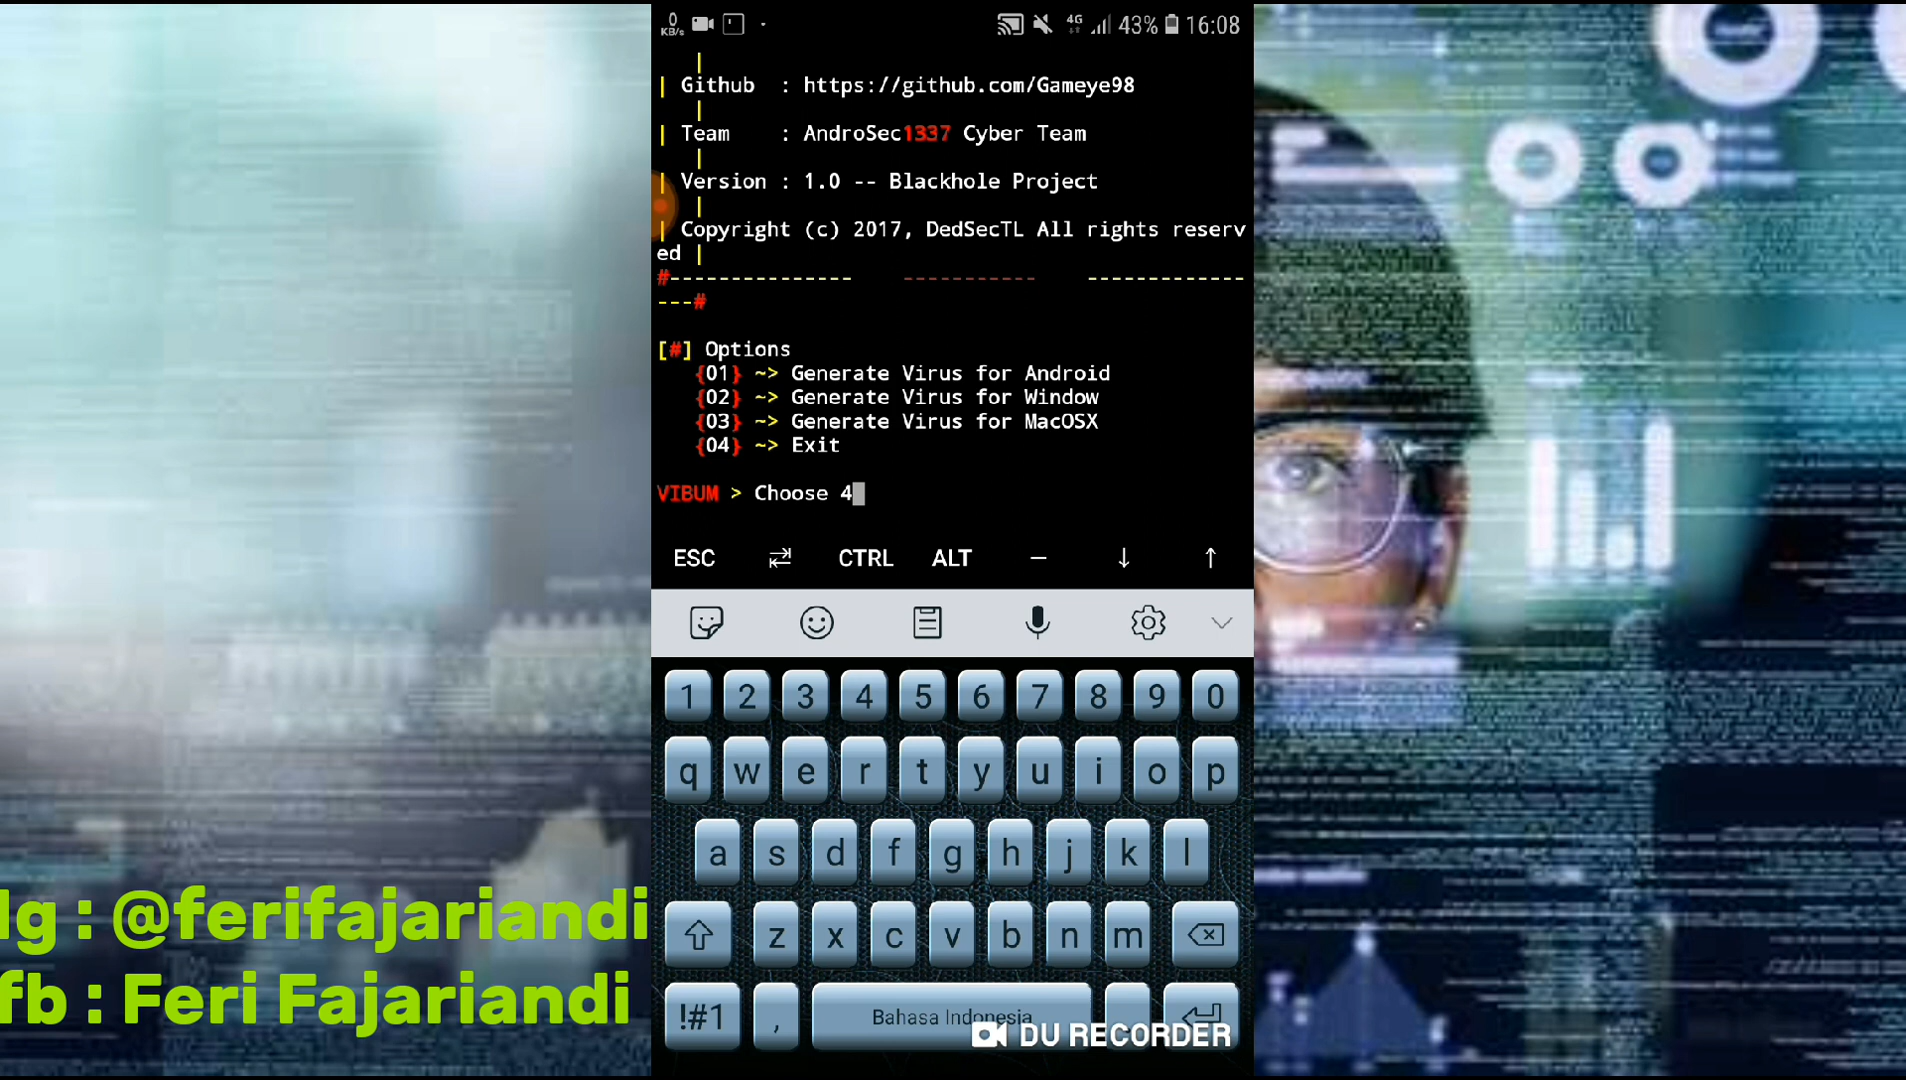 0
KB/s
4G
43%
16:08
| Github : https://github.com/Gameye98
|
| Team : AndroSec1337 Cyber Team
|
| Version : 1.0 -- Blackhole Project
|
| Copyright (c) 2017, DedSecTL All rights reserv
ed |
#--------------- ----------- -------------
---#
[#] Options
{01} ~> Generate Virus for Android
{02} ~> Generate Virus for Window
{03} ~> Generate Virus for MacOSX
{04} ~> Exit
VIBUM > Choose 4
ESC CTRL ALT — ↓ ↑
1 2 3 4 5 6 7 8 9 0
q w e r t y u i o p
a s d f g h j k l
z x c v b n m
!#1 , Bahasa Indonesia
DU RECORDER
Ig : @ferifajariandi
fb : Feri Fajariandi